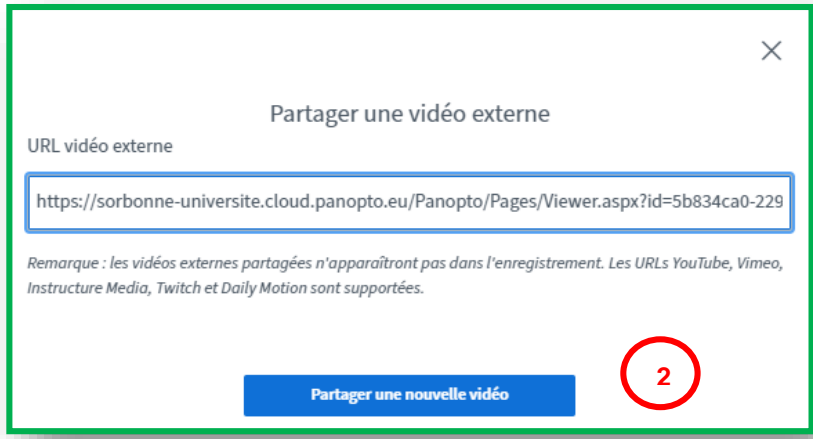 Partager une vidéo externe
URL vidéo externe
https://sorbonne-universite.cloud.panopto.eu/Panopto/Pages/Viewer.aspx?id=5b834ca0-229
Remarque : les vidéos externes partagées n'apparaîtront pas dans l'enregistrement. Les URLs YouTube, Vimeo,
Instructure Media, Twitch et Daily Motion sont supportées.
Partager une nouvelle vidéo
2